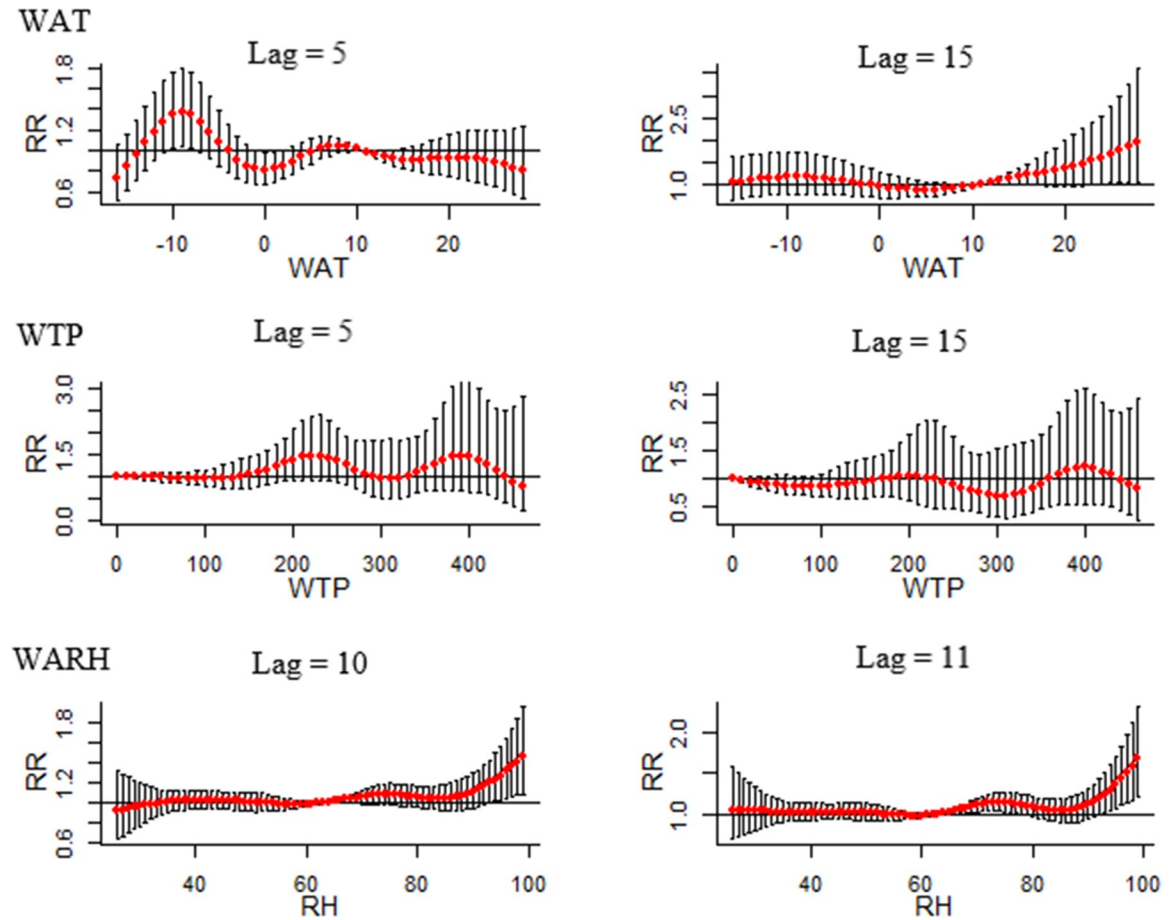 WAT
Lag = 5
RR
0.6 1.2 1.8
-10 0 10 20
WAT
Lag = 15
RR
1.0 2.5
-10 0 10 20
WAT
WTP
Lag = 5
RR
0.0 1.5 3.0
0 100 200 300 400
WTP
Lag = 15
RR
0.5 1.5 2.5
0 100 200 300 400
WTP
WARH
Lag = 10
RR
0.6 1.2 1.8
40 60 80 100
RH
Lag = 11
RR
1.0 2.0
40 60 80 100
RH